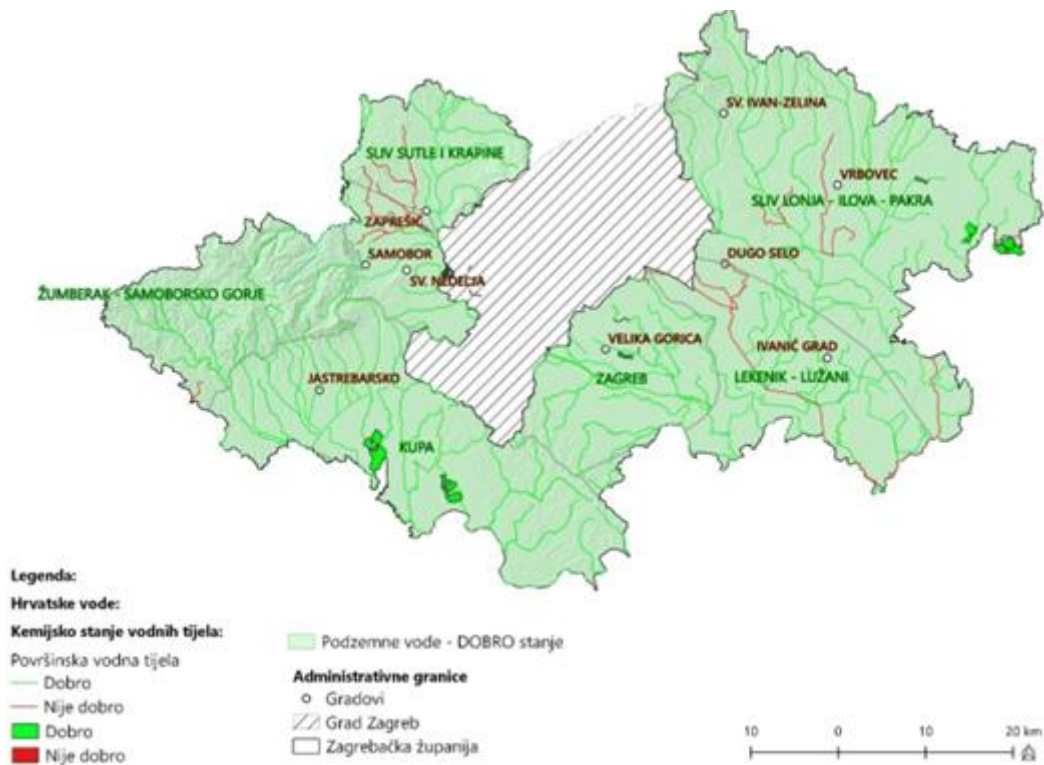 SV. IVAN-ZELINA
SLIV SUTLE I KRAPINE
VRBOVEC
SLIV LONJA - ILOVA - PAKRA
ZAPREŠIĆ
SAMOBOR
DUGO SELO
SV. NEDELJA
ŽUMBERAK - SAMOBORSKO GORJE
VELIKA GORICA
IVANIĆ GRAD
ZAGREB
LEKENIK - LUŽANI
JASTREBARSKO
KUPA
Legenda:
Hrvatske vode:
Kemijsko stanje vodnih tijela:
Površinska vodna tijela
Dobro
Nije dobro
Dobro
Nije dobro
Podzemne vode - DOBRO stanje
Administrativne granice
Gradovi
Grad Zagreb
Zagrebačka županija
10 0 10 20 km